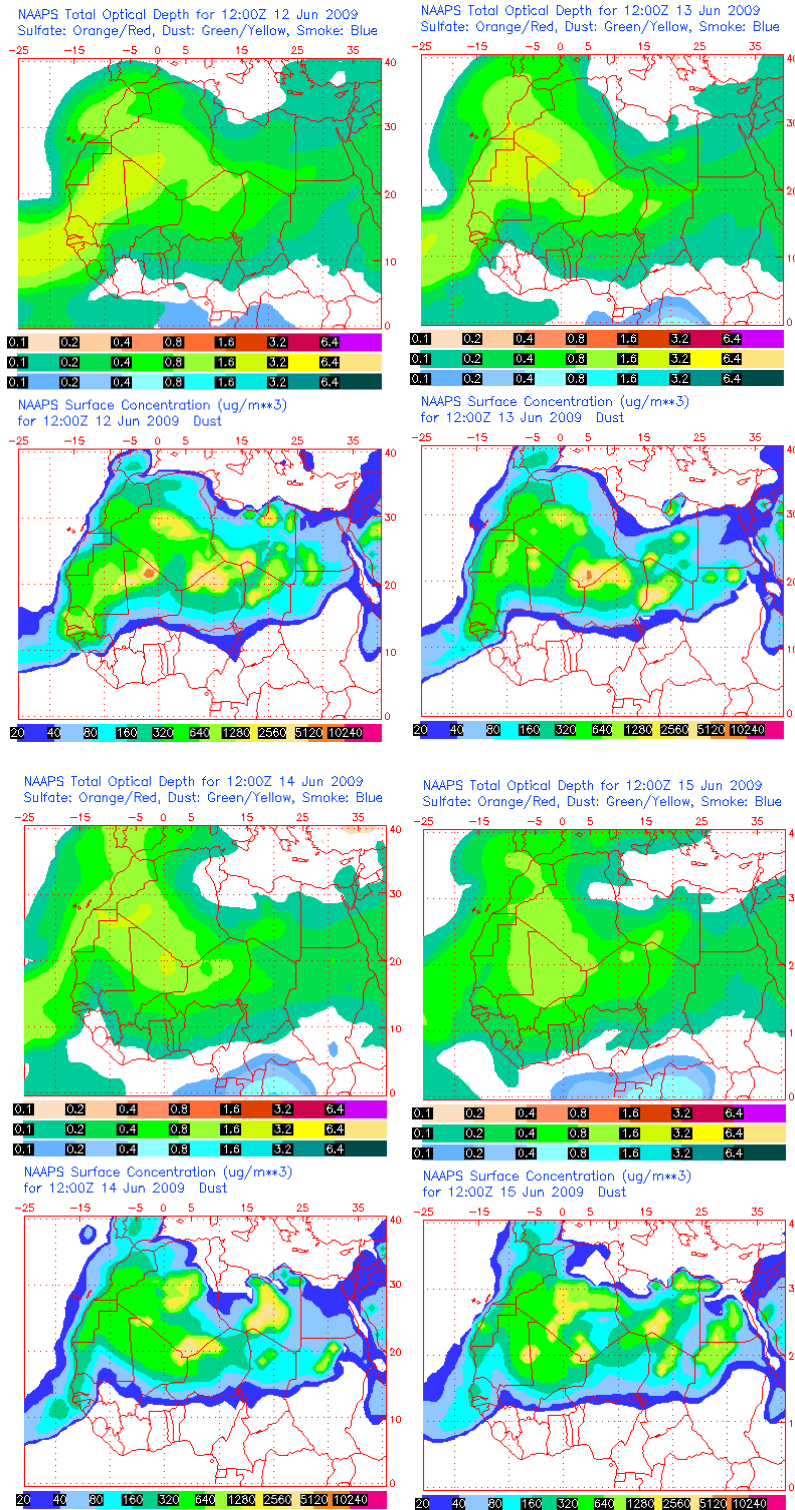 NAAPS Total Optical Depth for 12:00Z 12 Jun 2009
Sulfate: Orange/Red, Dust: Green/Yellow, Smoke: Blue
-25 -15 -5 0 5 15 25 35
40
30
20
10
0
0.1 0.2 0.4 0.8 1.6 3.2 6.4
0.1 0.2 0.4 0.8 1.6 3.2 6.4
0.1 0.2 0.4 0.8 1.6 3.2 6.4
NAAPS Total Optical Depth for 12:00Z 13 Jun 2009
Sulfate: Orange/Red, Dust: Green/Yellow, Smoke: Blue
-25 -15 -5 0 5 15 25 35
40
30
20
10
0
0.1 0.2 0.4 0.8 1.6 3.2 6.4
0.1 0.2 0.4 0.8 1.6 3.2 6.4
0.1 0.2 0.4 0.8 1.6 3.2 6.4
NAAPS Surface Concentration (ug/m**3)
for 12:00Z 12 Jun 2009 Dust
-25 -15 -5 0 5 15 25 35
40
30
20
10
0
20 40 80 160 320 640 1280 2560 5120 10240
NAAPS Surface Concentration (ug/m**3)
for 12:00Z 13 Jun 2009 Dust
-25 -15 -5 0 5 15 25 35
40
30
20
10
0
20 40 80 160 320 640 1280 2560 5120 10240
NAAPS Total Optical Depth for 12:00Z 14 Jun 2009
Sulfate: Orange/Red, Dust: Green/Yellow, Smoke: Blue
-25 -15 -5 0 5 15 25 35
40
30
20
10
0
0.1 0.2 0.4 0.8 1.6 3.2 6.4
0.1 0.2 0.4 0.8 1.6 3.2 6.4
0.1 0.2 0.4 0.8 1.6 3.2 6.4
NAAPS Total Optical Depth for 12:00Z 15 Jun 2009
Sulfate: Orange/Red, Dust: Green/Yellow, Smoke: Blue
-25 -15 -5 0 5 15 25 35
4
3
2
1
0
0.1 0.2 0.4 0.8 1.6 3.2 6.4
0.1 0.2 0.4 0.8 1.6 3.2 6.4
0.1 0.2 0.4 0.8 1.6 3.2 6.4
NAAPS Surface Concentration (ug/m**3)
for 12:00Z 14 Jun 2009 Dust
-25 -15 -5 0 5 15 25 35
40
30
20
10
0
20 40 80 160 320 640 1280 2560 5120 10240
NAAPS Surface Concentration (ug/m**3)
for 12:00Z 15 Jun 2009 Dust
-25 -15 -5 0 5 15 25 35
4
3
2
1
0
20 40 80 160 320 640 1280 2560 5120 10240